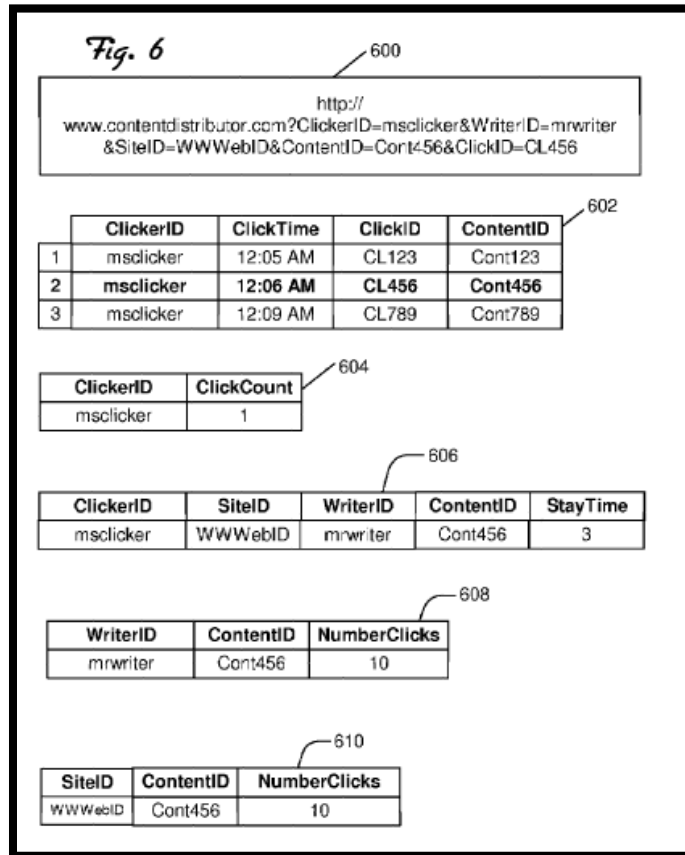 Fig. 6
600
http://
www.contentdistributor.com?ClickerID=msclicker&WriterID=mrwriter
&SiteID=WWWebID&ContentID=Cont456&ClickID=CL456
602
ClickerID ClickTime ClickID ContentID
1 msclicker 12:05 AM CL123 Cont123
2 msclicker 12:06 AM CL456 Cont456
3 msclicker 12:09 AM CL789 Cont789
604
ClickerID ClickCount
msclicker 1
606
ClickerID SiteID WriterID ContentID StayTime
msclicker WWWebID mrwriter Cont456 3
608
WriterID ContentID NumberClicks
mrwriter Cont456 10
610
SiteID ContentID NumberClicks
WWWebID Cont456 10